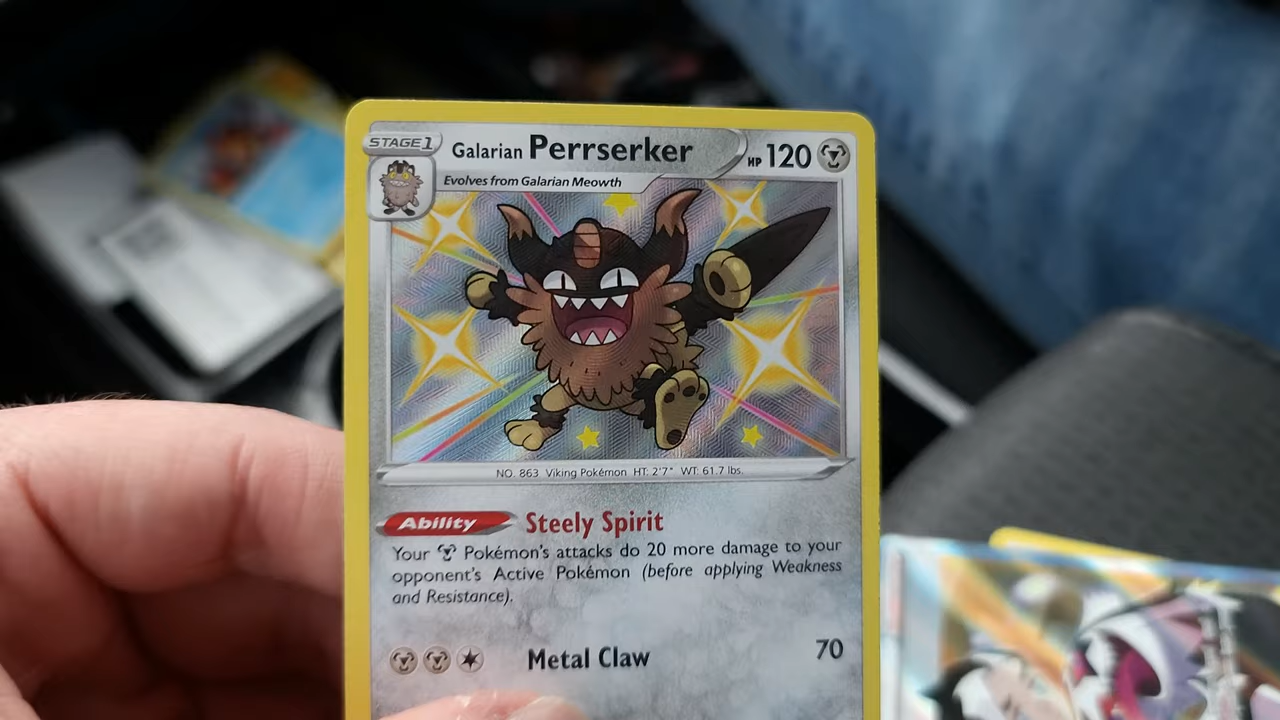 STAGE1
Galarian Perrserker
HP 120
Evolves from Galarian Meowth
NO. 863 Viking Pokémon HT: 2'7" WT: 61.7 lbs.
Ability Steely Spirit
Your Pokémon's attacks do 20 more damage to your
opponent's Active Pokémon (before applying Weakness
and Resistance).
Metal Claw 70